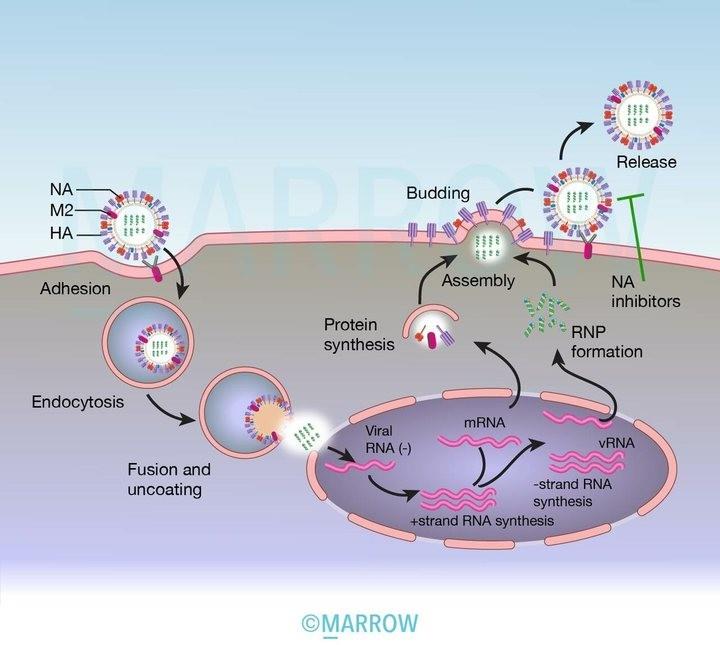 MARROW
NA
M2
HA
Adhesion
Endocytosis
Fusion and
uncoating
Viral
RNA (-)
+strand RNA synthesis
mRNA
vRNA
-strand RNA
synthesis
Protein
synthesis
RNP
formation
Assembly
Budding
Release
NA
inhibitors
©MARROW